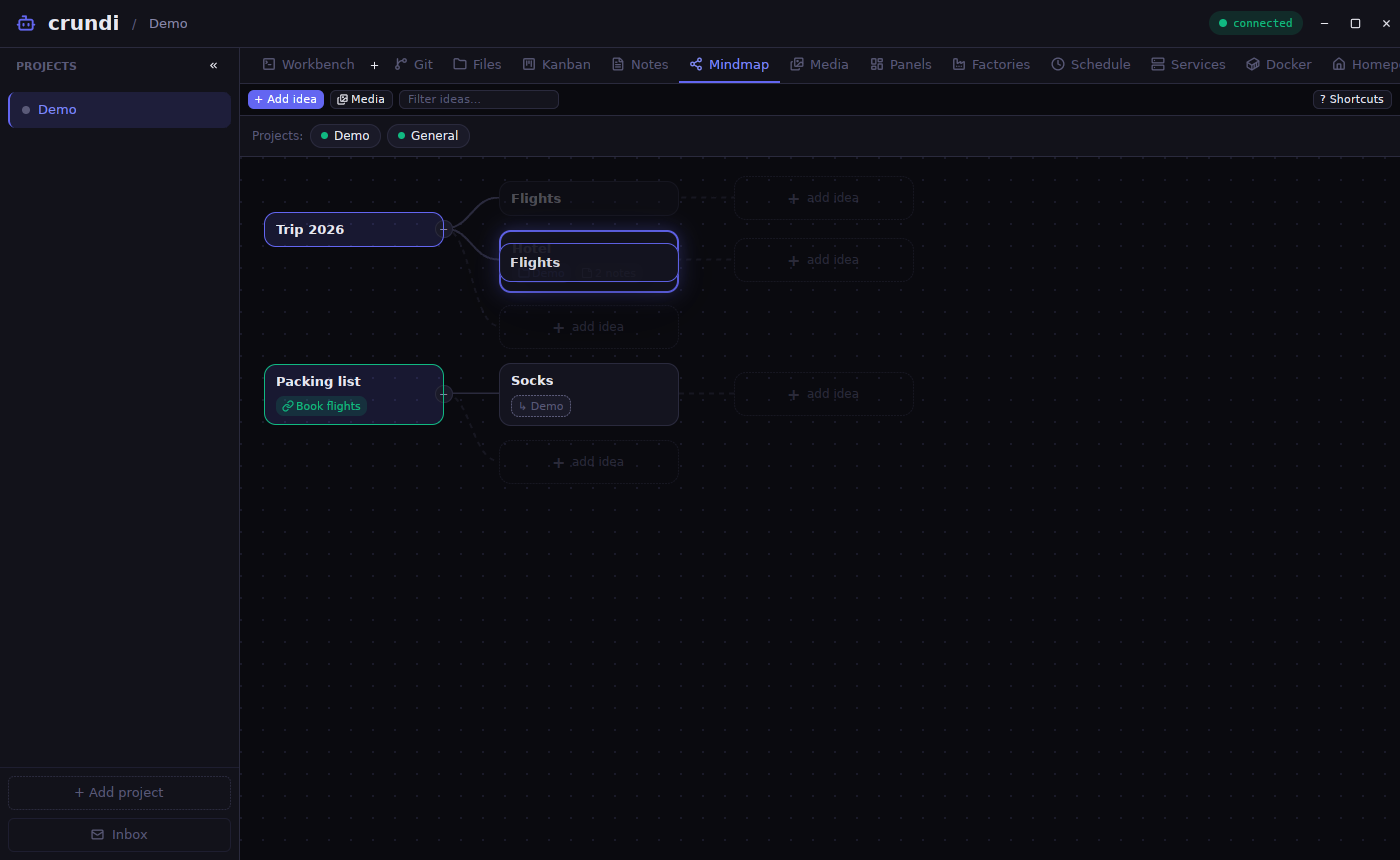 crundi / Demo
connected
PROJECTS «
Demo
+ Add project
Inbox
Workbench + Git Files Kanban Notes Mindmap Media Panels Factories Schedule Services Docker
+ Add idea Media Filter ideas... ? Shortcuts
Projects: Demo General
Flights
+ add idea
Trip 2026
Hotel
Flights
+ add idea
+ add idea
Packing list
Book flights
Socks
↳ Demo
+ add idea
+ add idea